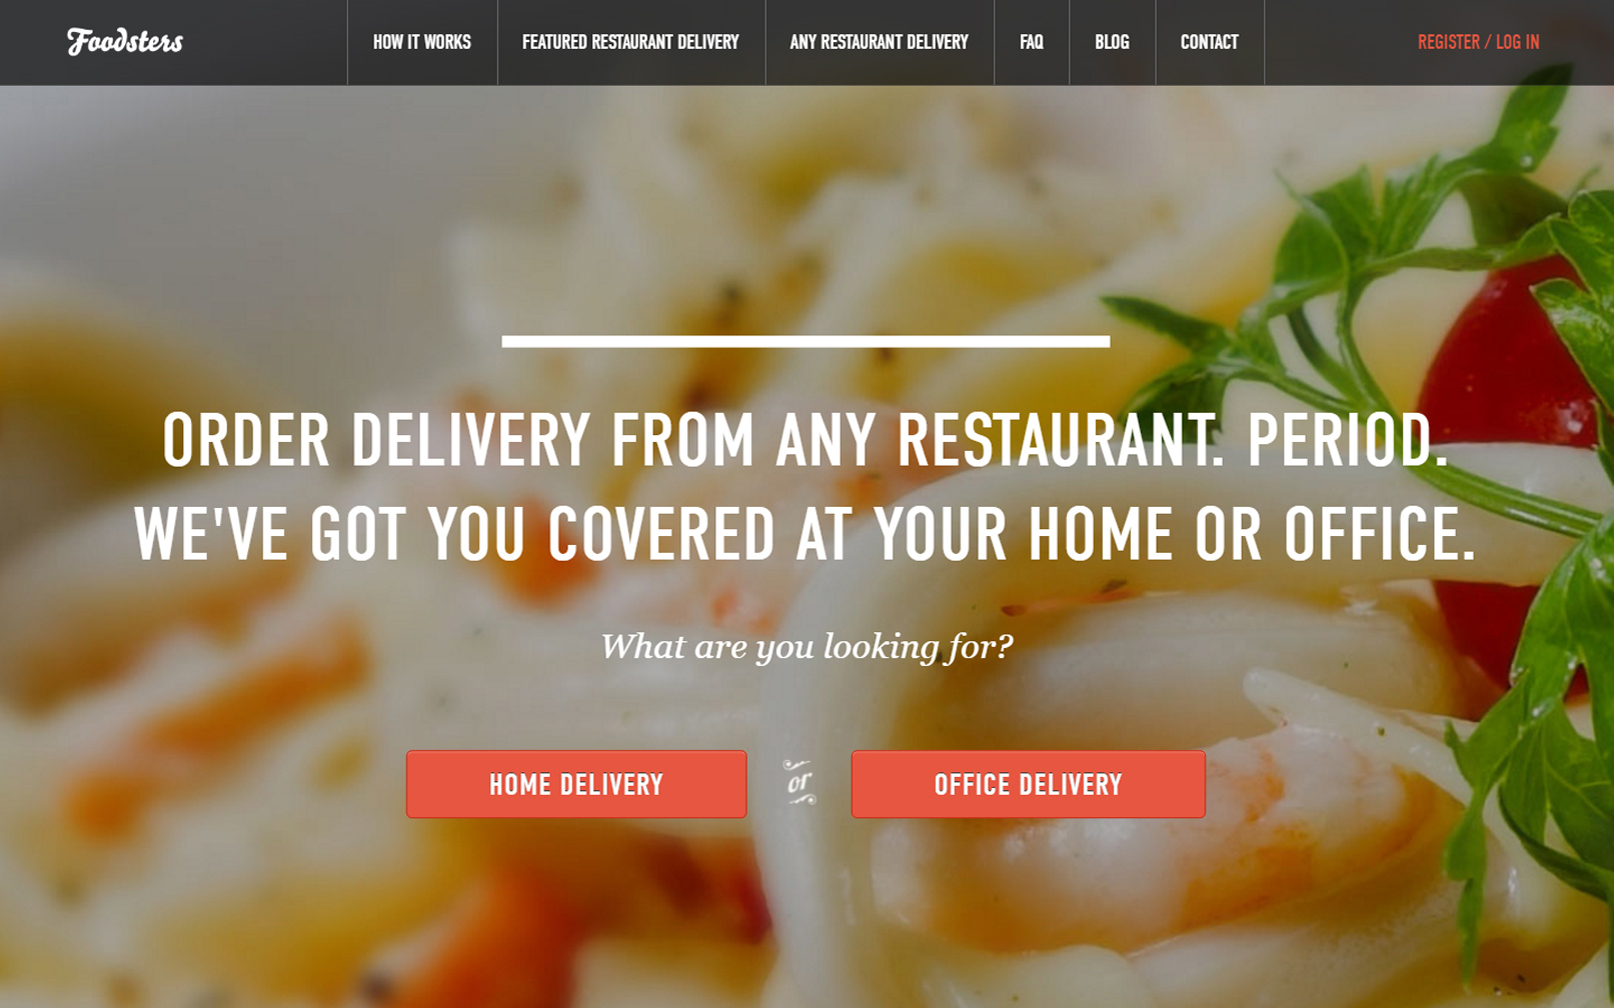 Foodsters
HOW IT WORKS
FEATURED RESTAURANT DELIVERY
ANY RESTAURANT DELIVERY
FAQ
BLOG
CONTACT
REGISTER / LOG IN
ORDER DELIVERY FROM ANY RESTAURANT. PERIOD.
WE'VE GOT YOU COVERED AT YOUR HOME OR OFFICE.
What are you looking for?
HOME DELIVERY
or
OFFICE DELIVERY